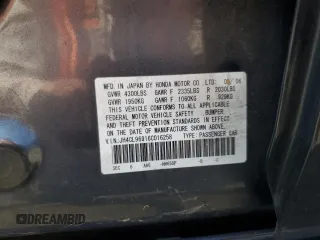 MFD. IN JAPAN BY HONDA MOTOR CO., LTD. 05/06
GVWR 4300LBS GAWR F 2335LBS R 2030LBS
GVWR 1950KG GAWR F 1060KG R 920KG
THIS VEHICLE CONFORMS TO ALL APPLICABLE
FEDERAL MOTOR VEHICLE SAFETY ,BUMPER,
AND THEFT PREVENTION STANDARDS IN EFFECT
ON THE DATE OF MANUFACTURE SHOWN ABOVE.
V.I.N.:JH4CL96916C016258 TYPE:PASSENGER CAR
DREAMBID